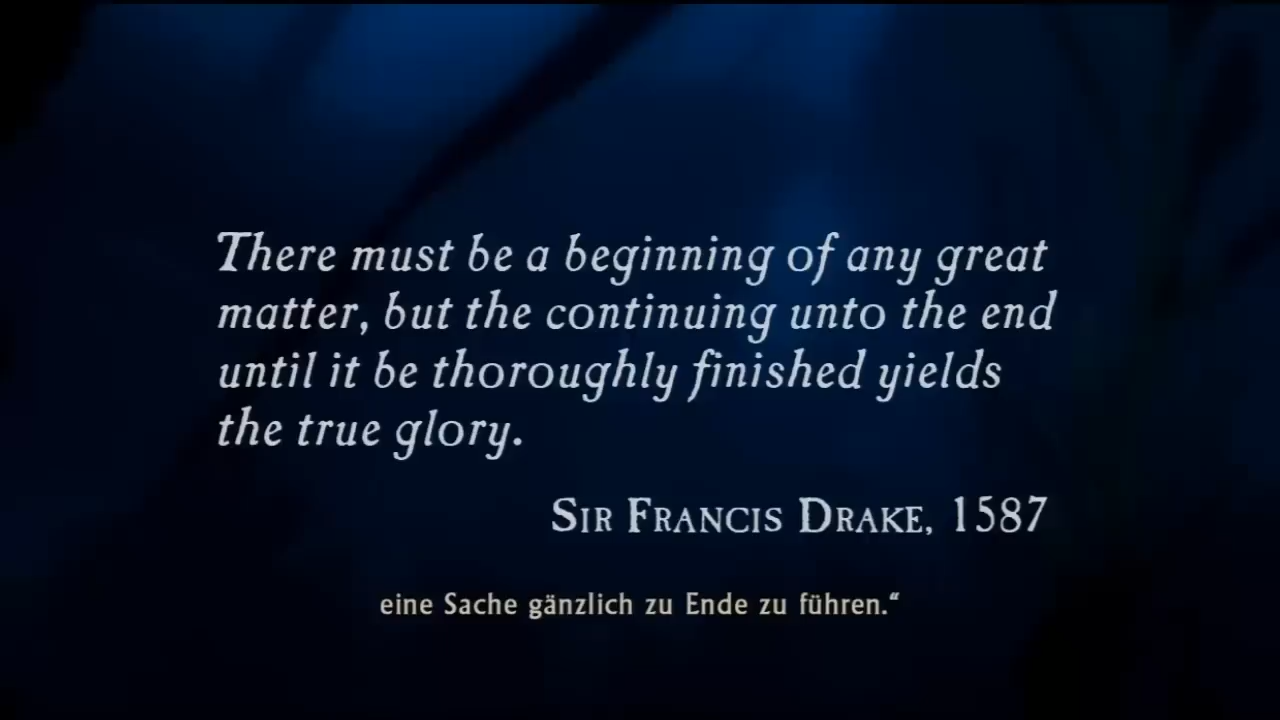 There must be a beginning of any great
matter, but the continuing unto the end
until it be thoroughly finished yields
the true glory.
Sir Francis Drake, 1587
eine Sache gänzlich zu Ende zu führen.“